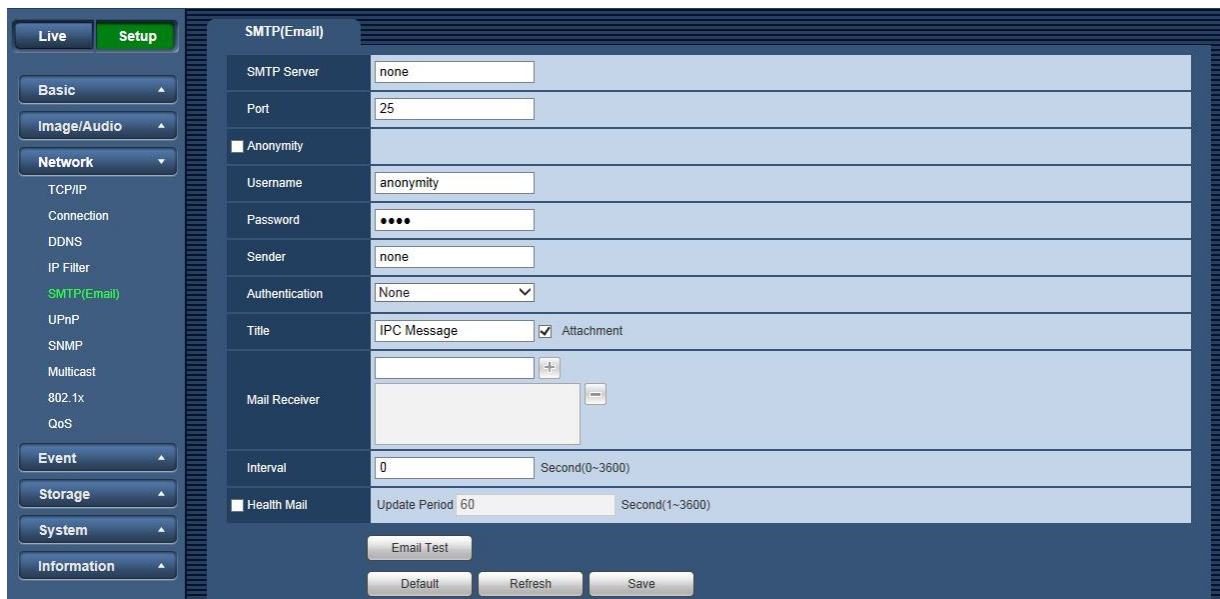 Live Setup
Basic
Image/Audio
Network
TCP/IP
Connection
DDNS
IP Filter
SMTP(Email)
UPnP
SNMP
Multicast
802.1x
QoS
Event
Storage
System
Information
SMTP(Email)
SMTP Server none
Port 25
Anonymity
Username anonymity
Password ●●●●
Sender none
Authentication None
Title IPC Message Attachment
Mail Receiver
Interval 0 Second(0~3600)
Health Mail Update Period 60 Second(1~3600)
Email Test
Default Refresh Save